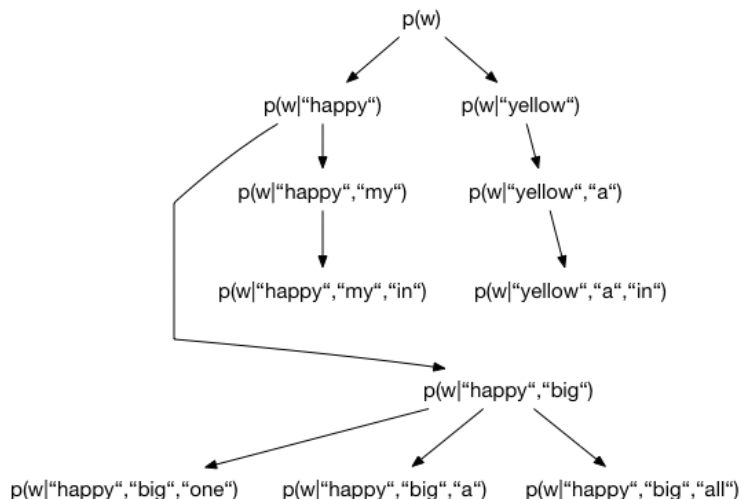 p(w)
p(w|“happy“) p(w|“yellow“)
p(w|“happy“,“my“) p(w|“yellow“,“a“)
p(w|“happy“,“my“,“in“) p(w|“yellow“,“a“,“in“)
p(w|“happy“,“big“)
p(w|“happy“,“big“,“one“) p(w|“happy“,“big“,“a“) p(w|“happy“,“big“,“all“)